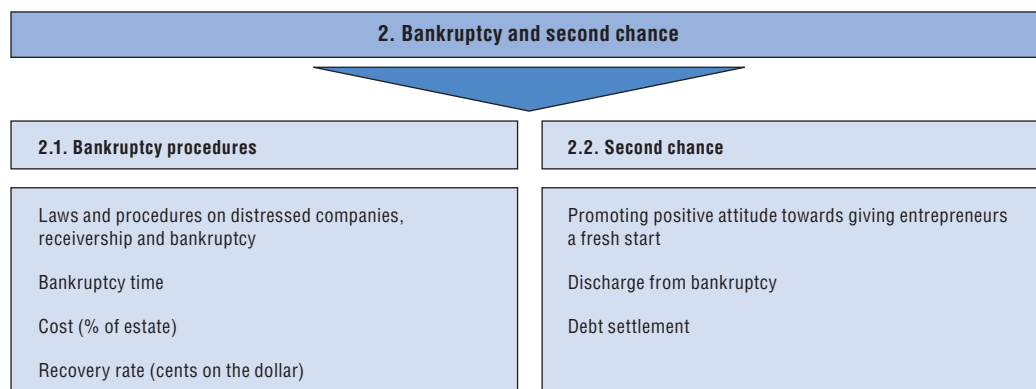 2. Bankruptcy and second chance
2.1. Bankruptcy procedures
Laws and procedures on distressed companies,
receivership and bankruptcy
Bankruptcy time
Cost (% of estate)
Recovery rate (cents on the dollar)
2.2. Second chance
Promoting positive attitude towards giving entrepreneurs
a fresh start
Discharge from bankruptcy
Debt settlement